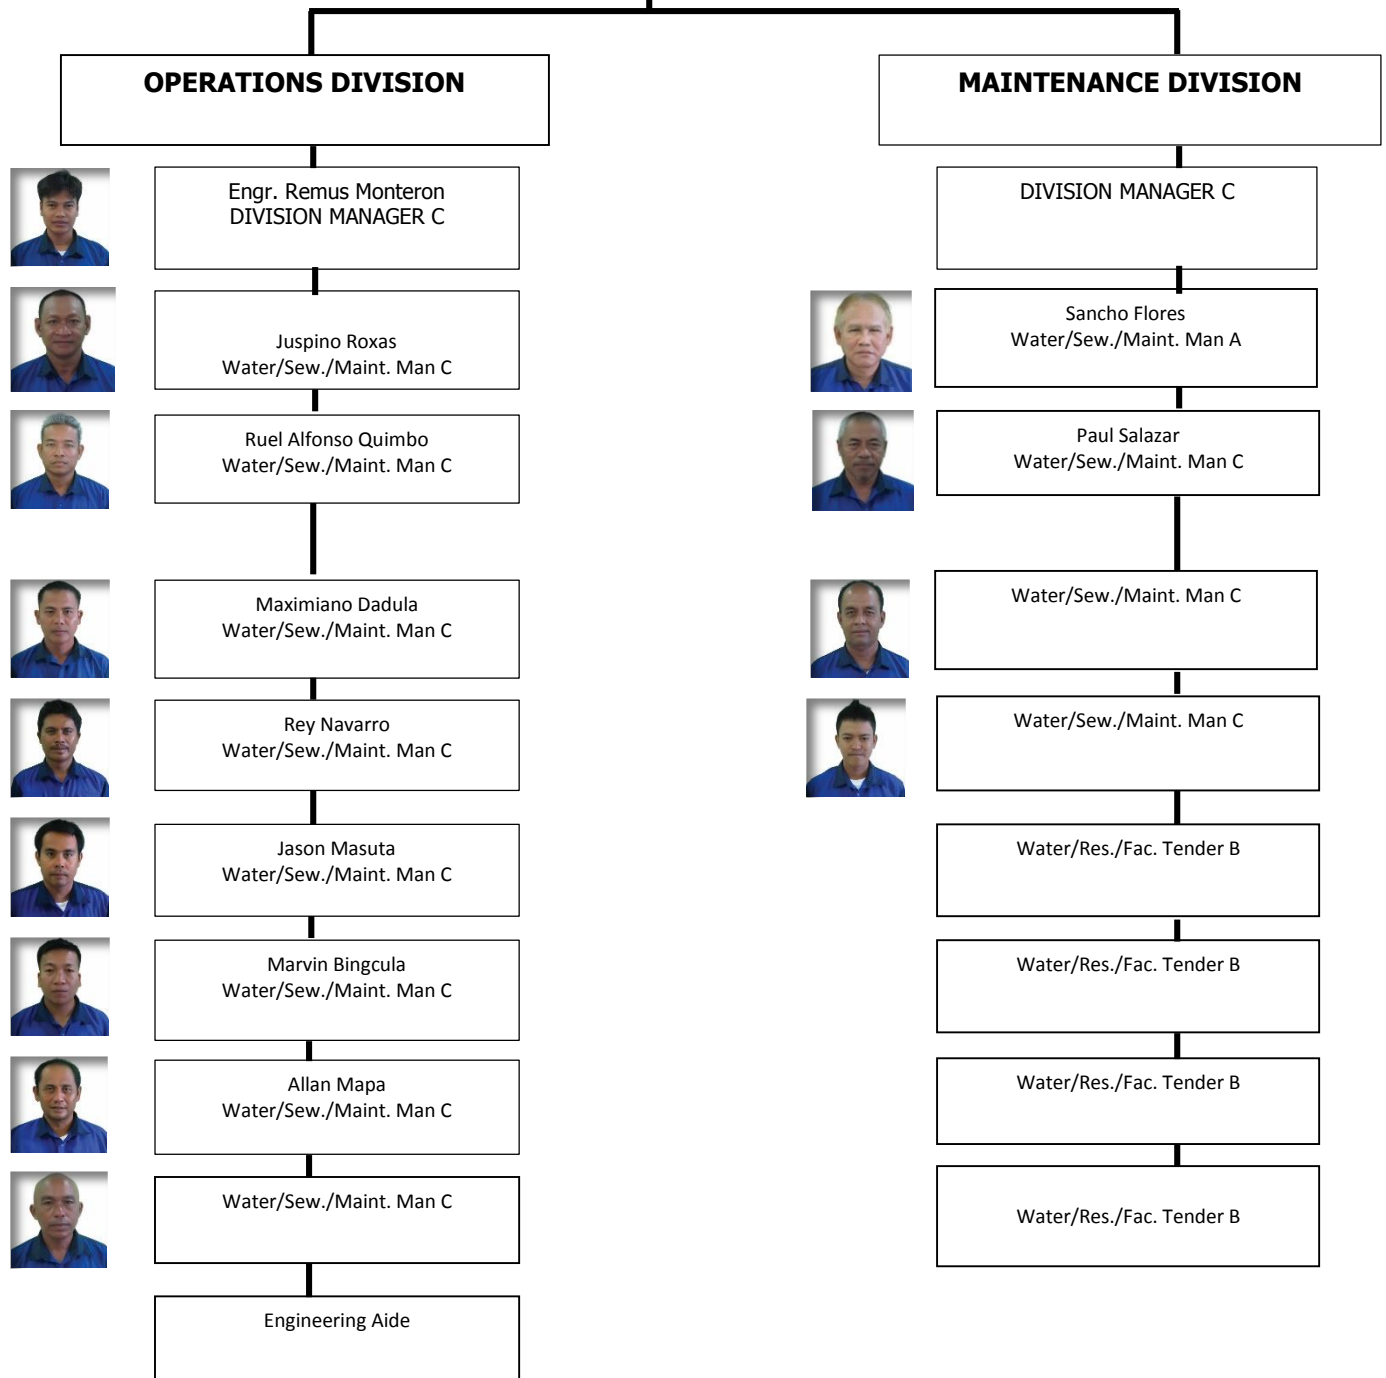 OPERATIONS DIVISION
Engr. Remus Monteron
DIVISION MANAGER C
Juspino Roxas
Water/Sew./Maint. Man C
Ruel Alfonso Quimbo
Water/Sew./Maint. Man C
Maximiano Dadula
Water/Sew./Maint. Man C
Rey Navarro
Water/Sew./Maint. Man C
Jason Masuta
Water/Sew./Maint. Man C
Marvin Bingcula
Water/Sew./Maint. Man C
Allan Mapa
Water/Sew./Maint. Man C
Water/Sew./Maint. Man C
Engineering Aide
MAINTENANCE DIVISION
DIVISION MANAGER C
Sancho Flores
Water/Sew./Maint. Man A
Paul Salazar
Water/Sew./Maint. Man C
Water/Sew./Maint. Man C
Water/Sew./Maint. Man C
Water/Res./Fac. Tender B
Water/Res./Fac. Tender B
Water/Res./Fac. Tender B
Water/Res./Fac. Tender B